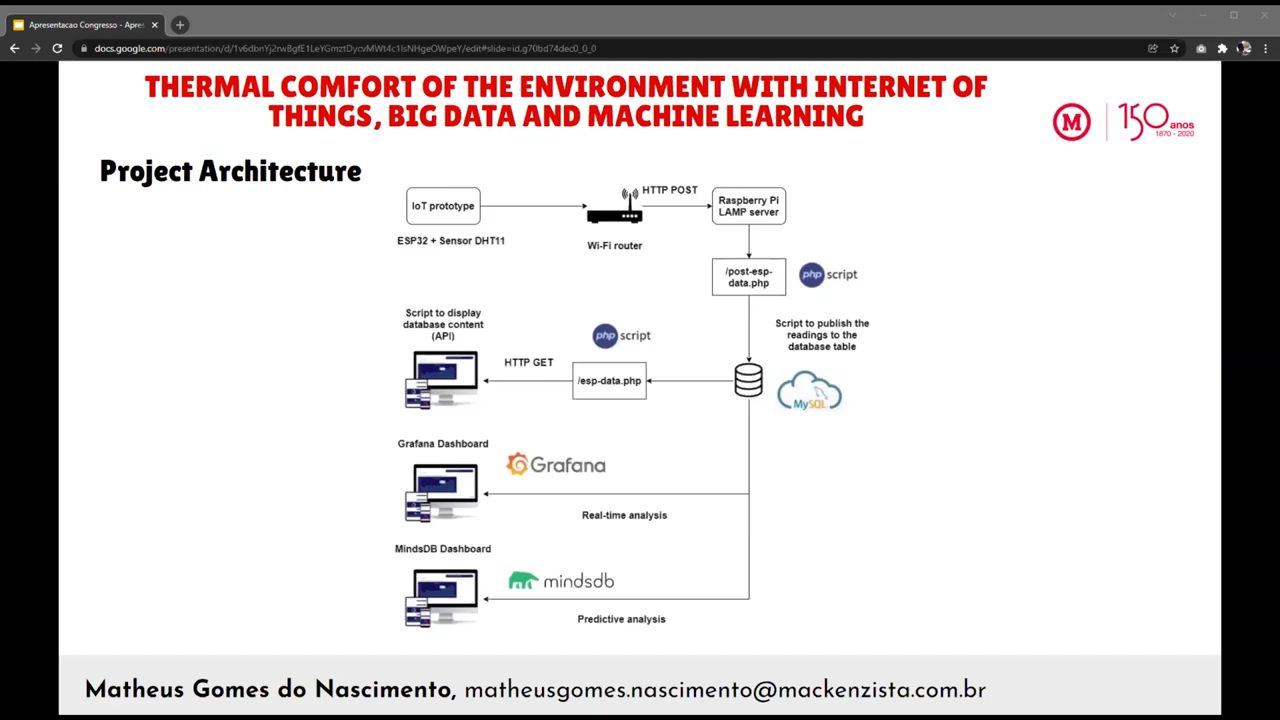 Apresentacao Congresso - Apres
docs.google.com/presentation/d/1v6dbnYj2rwBgfE1LeYGmztDycvMWt4c1IsNHgeOWpeY/edit#slide=id.g70bd74dec0_0_0
THERMAL COMFORT OF THE ENVIRONMENT WITH INTERNET OF
THINGS, BIG DATA AND MACHINE LEARNING
M
150 anos
1870 - 2020
Project Architecture
IoT prototype
ESP32 + Sensor DHT11
Wi-Fi router
HTTP POST
Raspberry Pi
LAMP server
/post-esp-
data.php
php script
Script to publish the
readings to the
database table
MySQL
Script to display
database content
(API)
php script
HTTP GET
/esp-data.php
Grafana Dashboard
Grafana
Real-time analysis
MindsDB Dashboard
mindsdb
Predictive analysis
Matheus Gomes do Nascimento, matheusgomes.nascimento@mackenzista.com.br